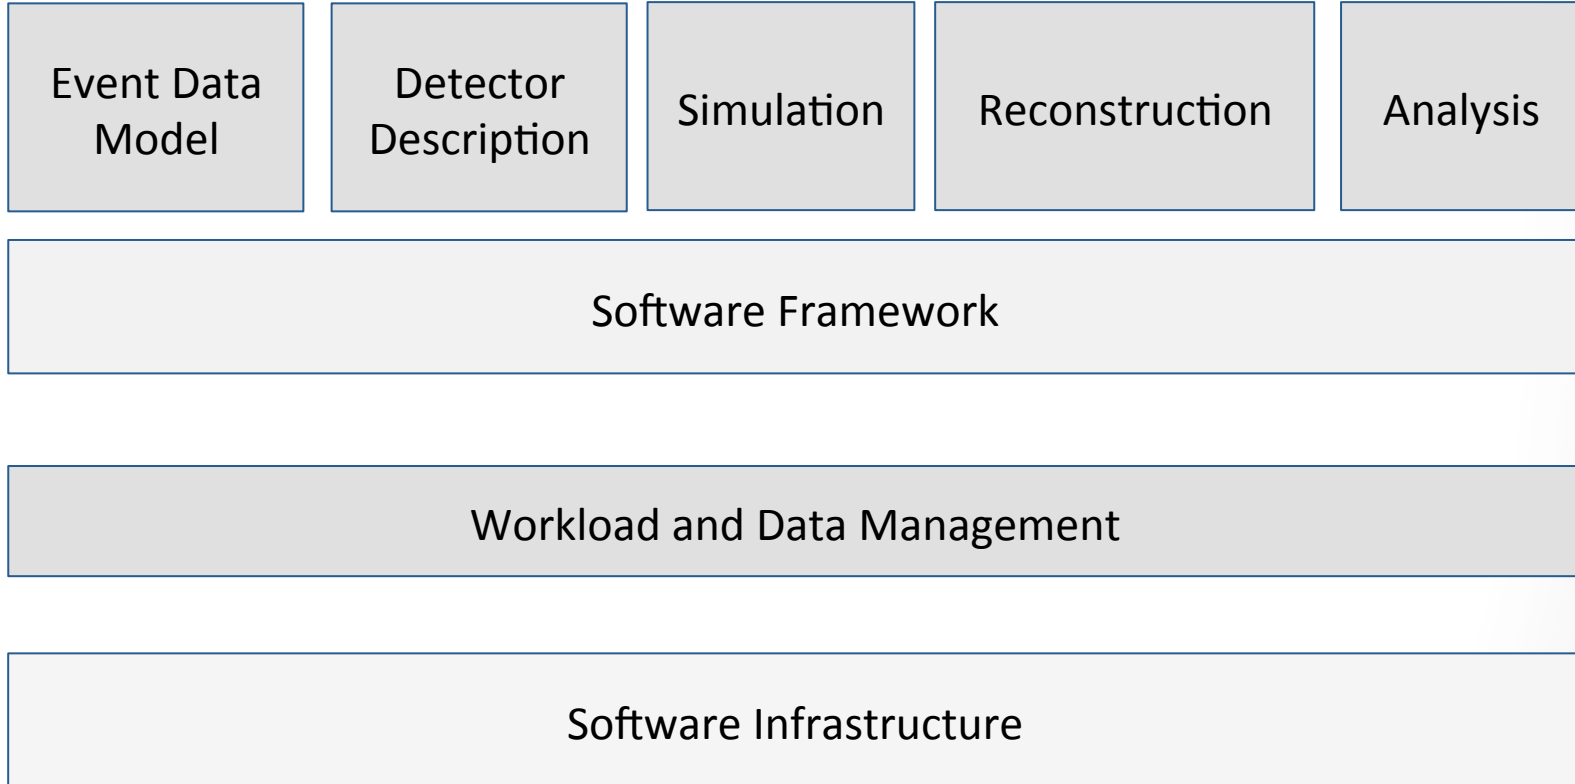 Event Data
Model
Detector
Description
Simulation
Reconstruction
Analysis
Software Framework
Workload and Data Management
Software Infrastructure